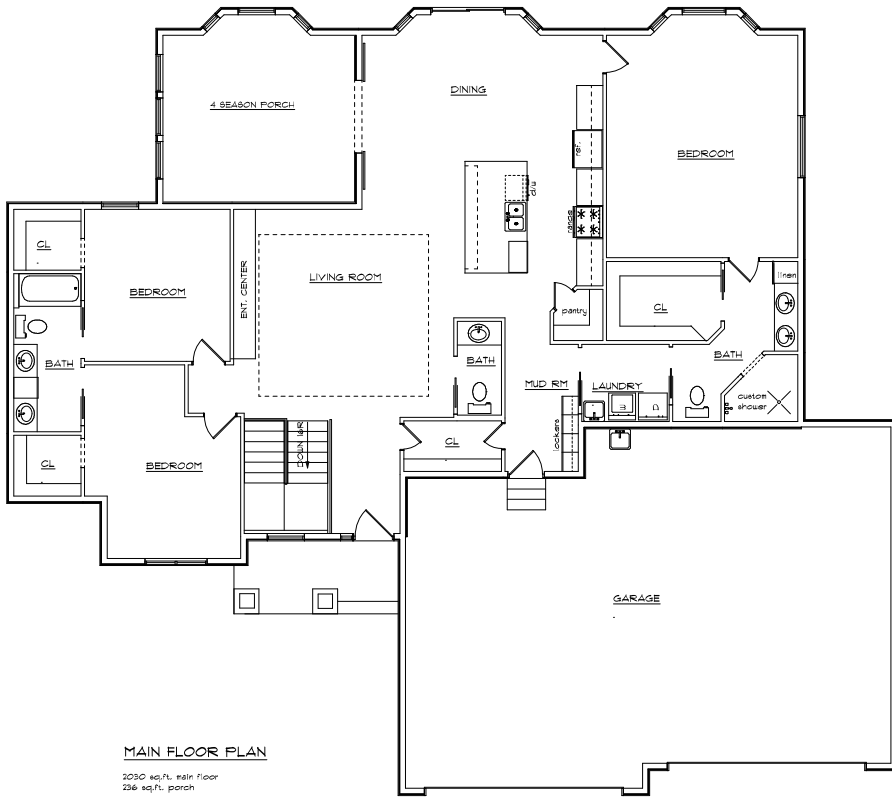 4 SEASON PORCH
DINING
ref.
BEDROOM
d/w
range
CL
BEDROOM
ENT. CENTER
LIVING ROOM
pantry
CL
linen
BATH
BATH
MUD RM
LAUNDRY
BATH
custom
shower
D
CL
BEDROOM
DOWN 16R
CL
lockers
GARAGE
MAIN FLOOR PLAN
2030 sq.ft. main floor
236 sq.ft. porch